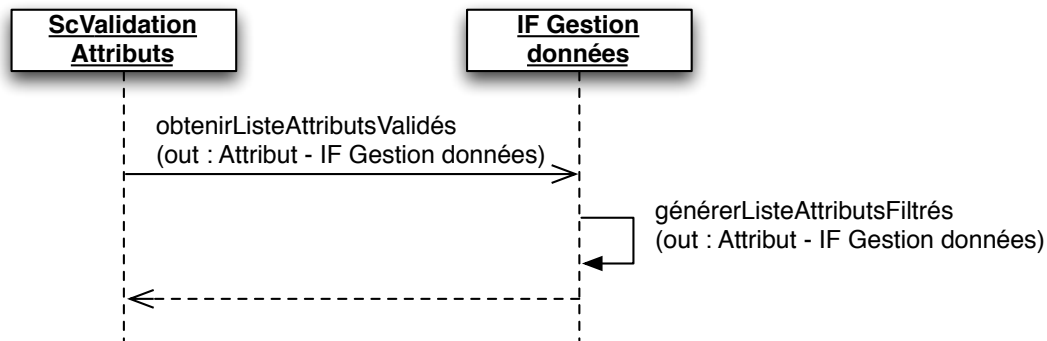 ScValidation
Attributs
IF Gestion
données
obtenirListeAttributsValidés
(out : Attribut - IF Gestion données)
générerListeAttributsFiltrés
(out : Attribut - IF Gestion données)